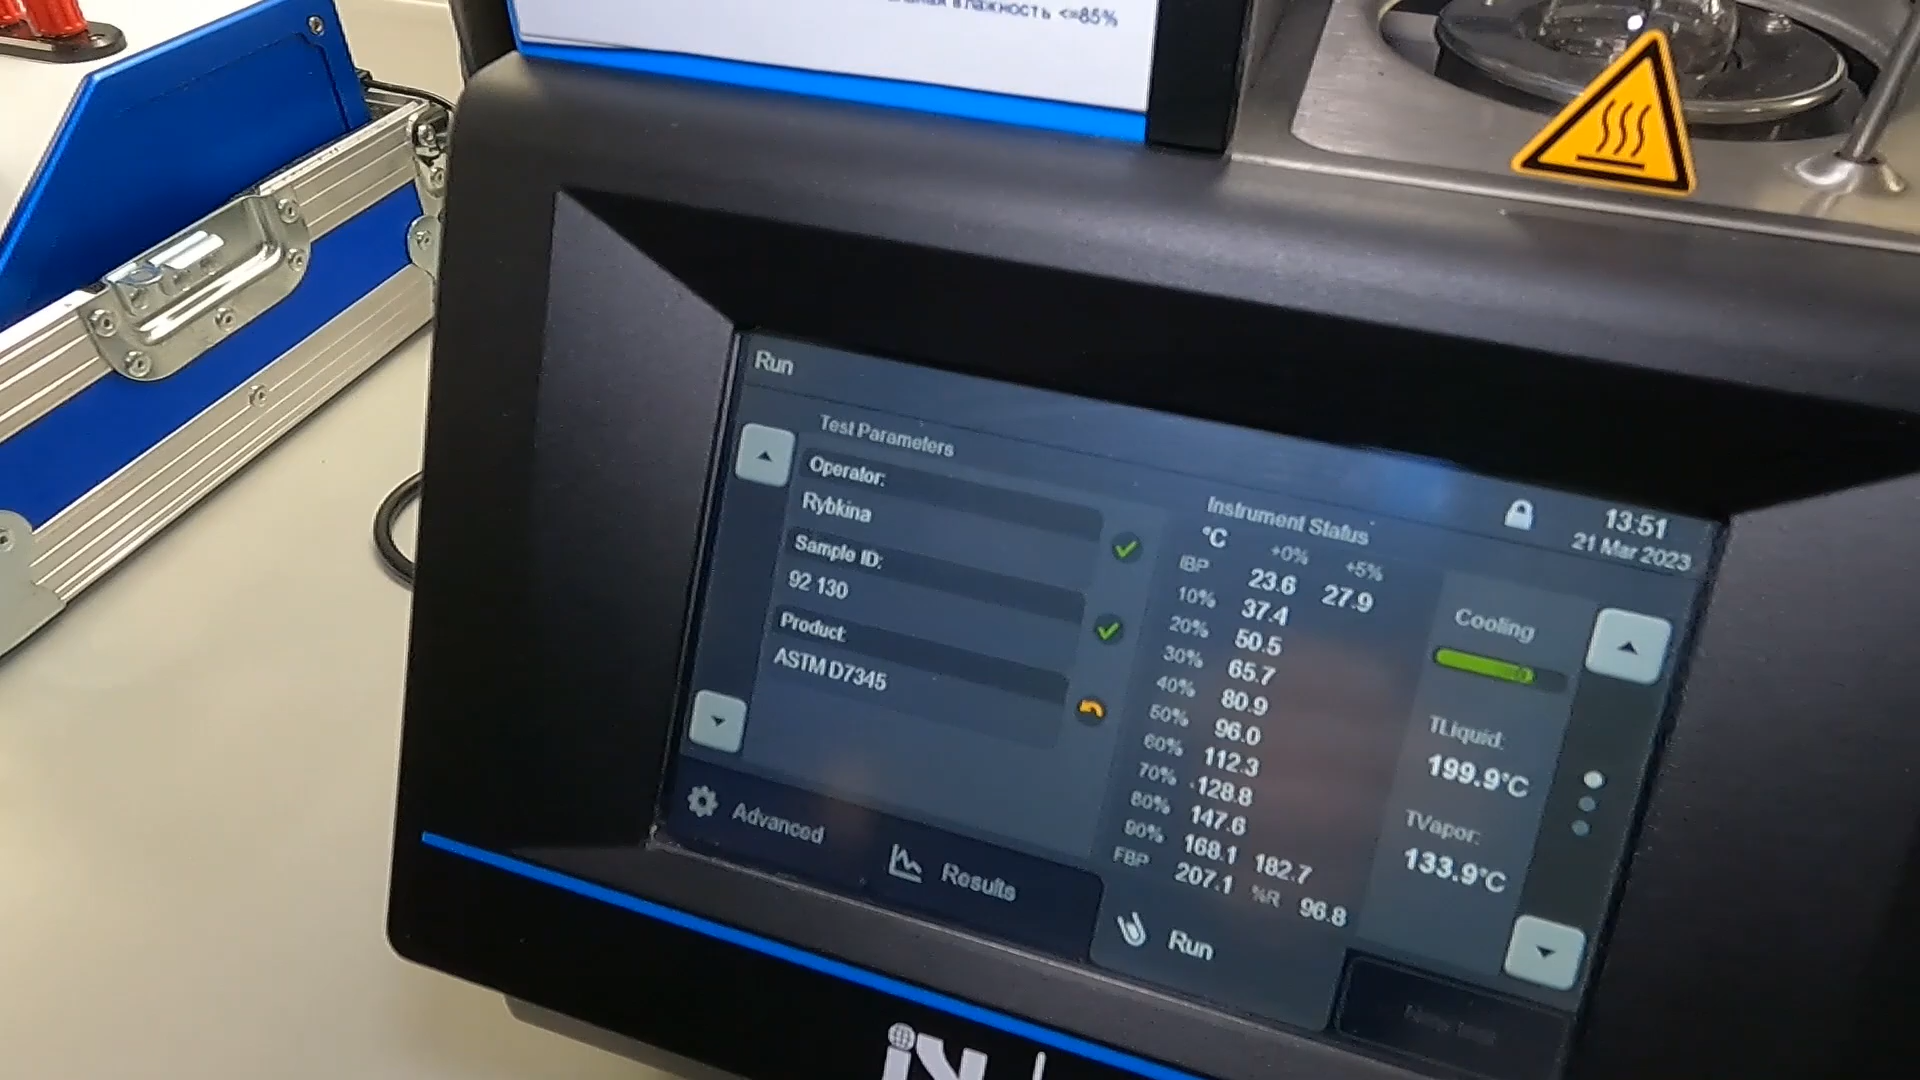 влажность <=85%
Run
Test Parameters
Operator:
Rybkina
Sample ID:
92 130
Product:
ASTM D7345
Advanced
Results
Run
Instrument Status
°C +0% +5%
IBP 23.6 27.9
10% 37.4
20% 50.5
30% 65.7
40% 80.9
50% 96.0
60% 112.3
70% 128.8
80% 147.6
90% 168.1 182.7
FBP 207.1 %R 96.8
13:51
21 Mar 2023
Cooling
TLiquid:
199.9°C
TVapor:
133.9°C